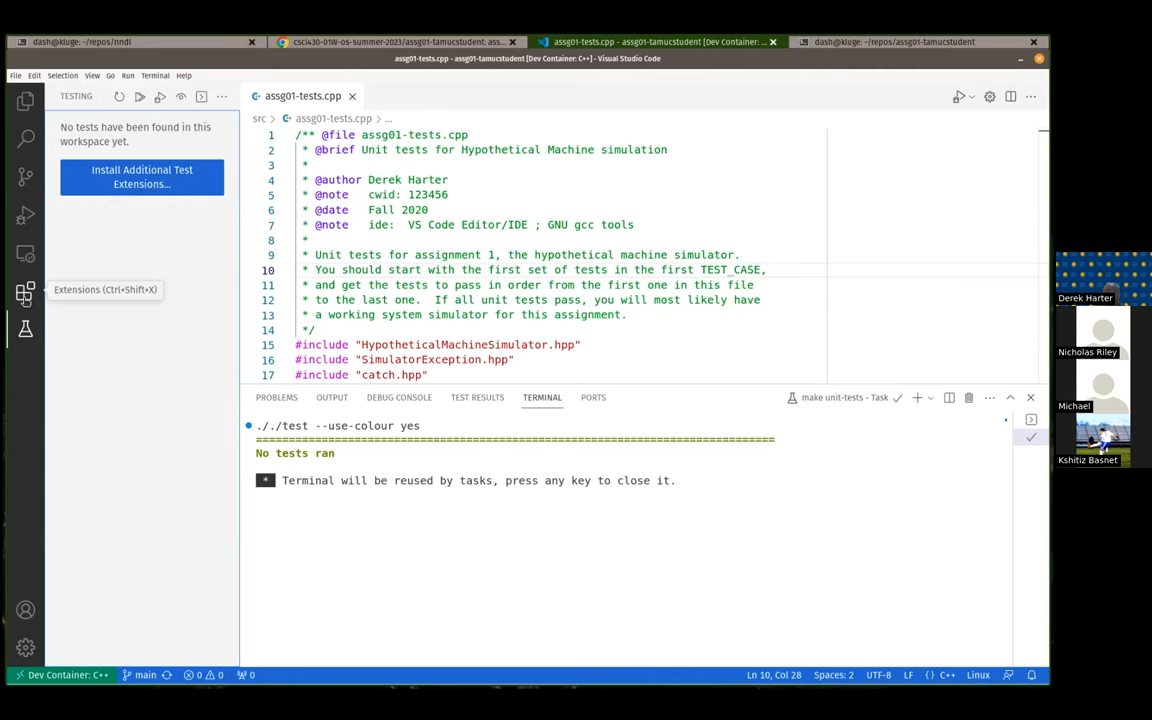 dash@kluge: ~/repos/nndl
csci430-01W-os-summer-2023/assg01-tamucstudent: ass...
assg01-tests.cpp - assg01-tamucstudent [Dev Container: ...
dash@kluge: ~/repos/assg01-tamucstudent
assg01-tests.cpp - assg01-tamucstudent [Dev Container: C++] - Visual Studio Code
File Edit Selection View Go Run Terminal Help
TESTING
assg01-tests.cpp
No tests have been found in this
workspace yet.
Install Additional Test
Extensions...
Extensions (Ctrl+Shift+X)
src > assg01-tests.cpp > ...
1 /** @file assg01-tests.cpp
2 * @brief Unit tests for Hypothetical Machine simulation
3 *
4 * @author Derek Harter
5 * @note cwid: 123456
6 * @date Fall 2020
7 * @note ide: VS Code Editor/IDE ; GNU gcc tools
8 *
9 * Unit tests for assignment 1, the hypothetical machine simulator.
10 * You should start with the first set of tests in the first TEST_CASE,
11 * and get the tests to pass in order from the first one in this file
12 * to the last one. If all unit tests pass, you will most likely have
13 * a working system simulator for this assignment.
14 */
15 #include "HypotheticalMachineSimulator.hpp"
16 #include "SimulatorException.hpp"
17 #include "catch.hpp"
PROBLEMS OUTPUT DEBUG CONSOLE TEST RESULTS TERMINAL PORTS
make unit-tests - Task
././test --use-colour yes
===============================================================================
No tests ran
* Terminal will be reused by tasks, press any key to close it.
Dev Container: C++ main 0 0 0
Ln 10, Col 28 Spaces: 2 UTF-8 LF {} C++ Linux
Derek Harter
Nicholas Riley
Michael
Kshitiz Basnet